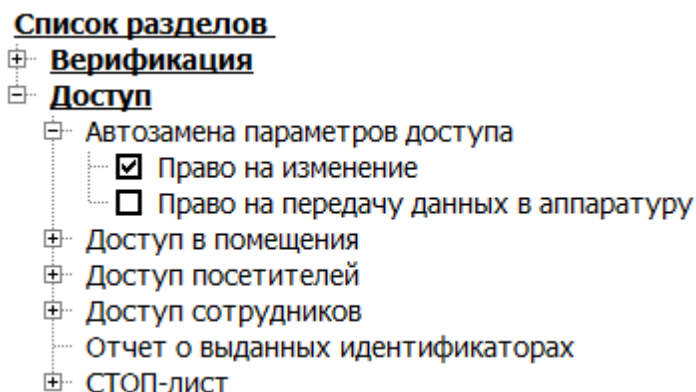 Список разделов
Верификация
Доступ
Автозамена параметров доступа
Право на изменение
Право на передачу данных в аппаратуру
Доступ в помещения
Доступ посетителей
Доступ сотрудников
Отчет о выданных идентификаторах
СТОП-лист